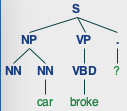 S
NP VP .
NN NN VBD ?
car broke